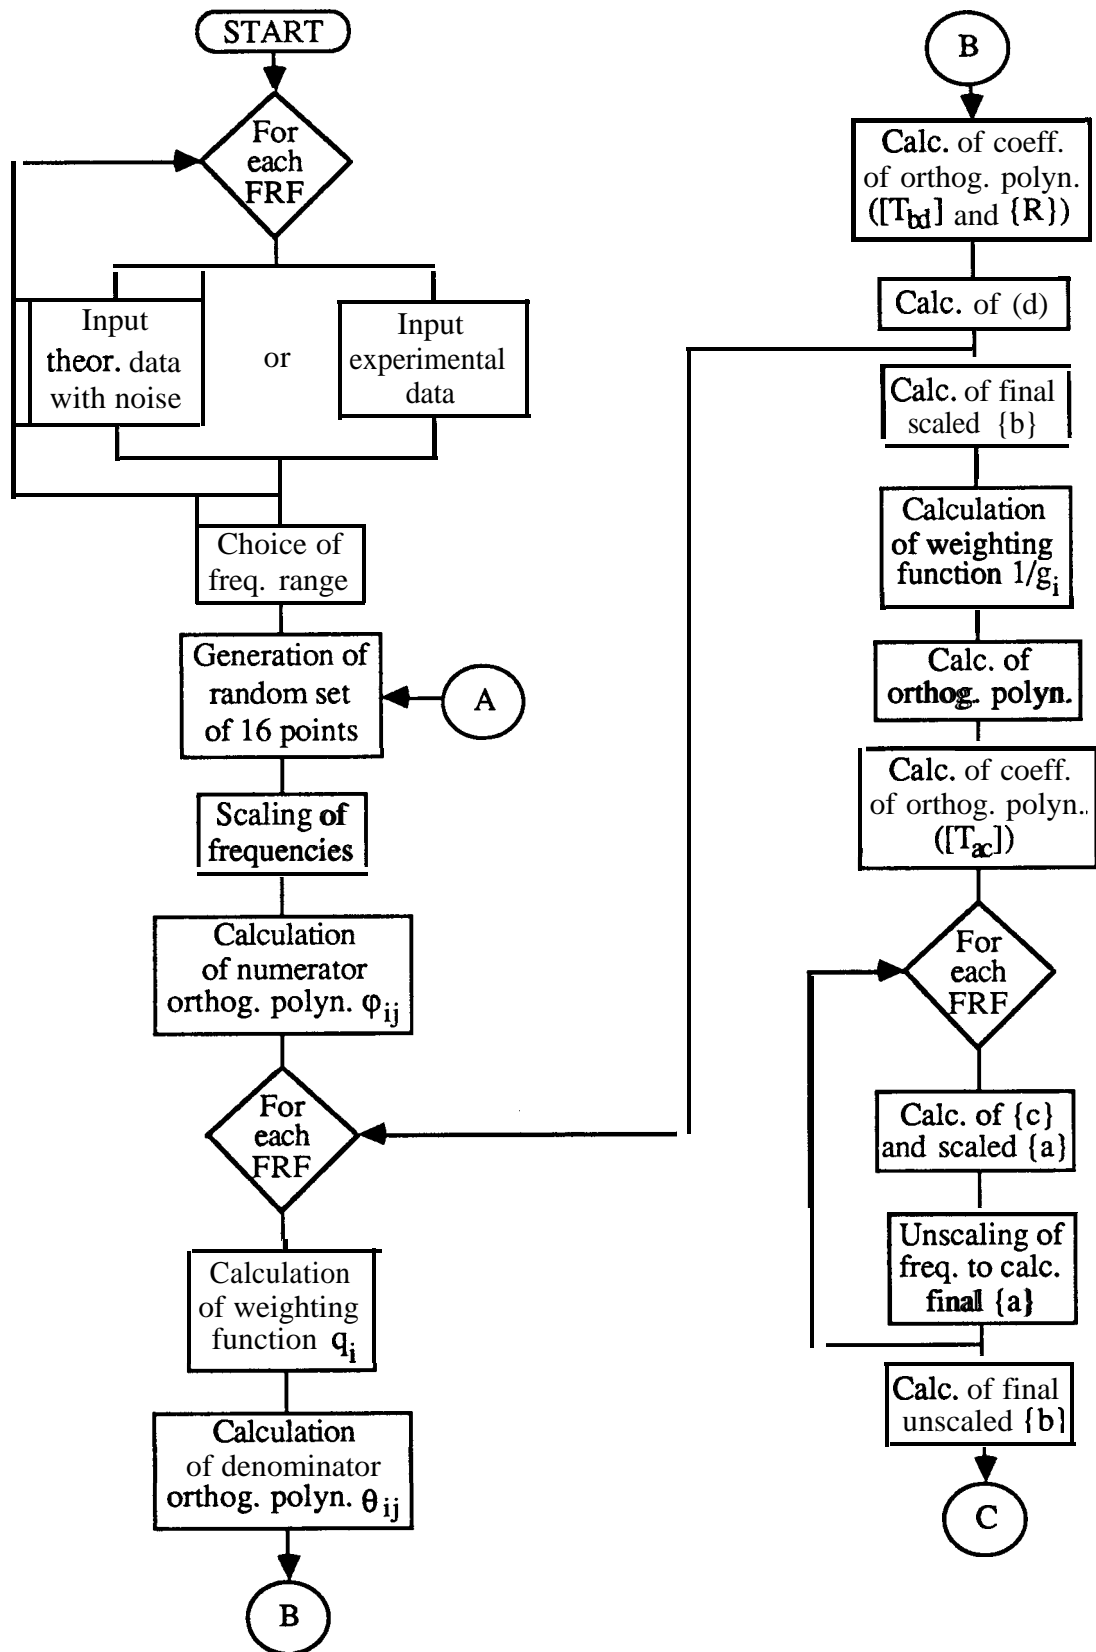 START
For
each
FRF
Input
theor. data
with noise
or
Input
experimental
data
Choice of
freq. range
Generation of
random set
of 16 points
A
Scaling of
frequencies
Calculation
of numerator
orthog. polyn. φij
For
each
FRF
Calculation
of weighting
function qi
Calculation
of denominator
orthog. polyn. θij
B
B
Calc. of coeff.
of orthog. polyn.
([Tbd] and {R})
Calc. of (d)
Calc. of final
scaled {b}
Calculation
of weighting
function 1/gi
Calc. of
orthog. polyn.
Calc. of coeff.
of orthog. polyn..
([Tac])
For
each
FRF
Calc. of {c}
and scaled {a}
Unscaling of
freq. to calc.
final {a}
Calc. of final
unscaled {b}
C